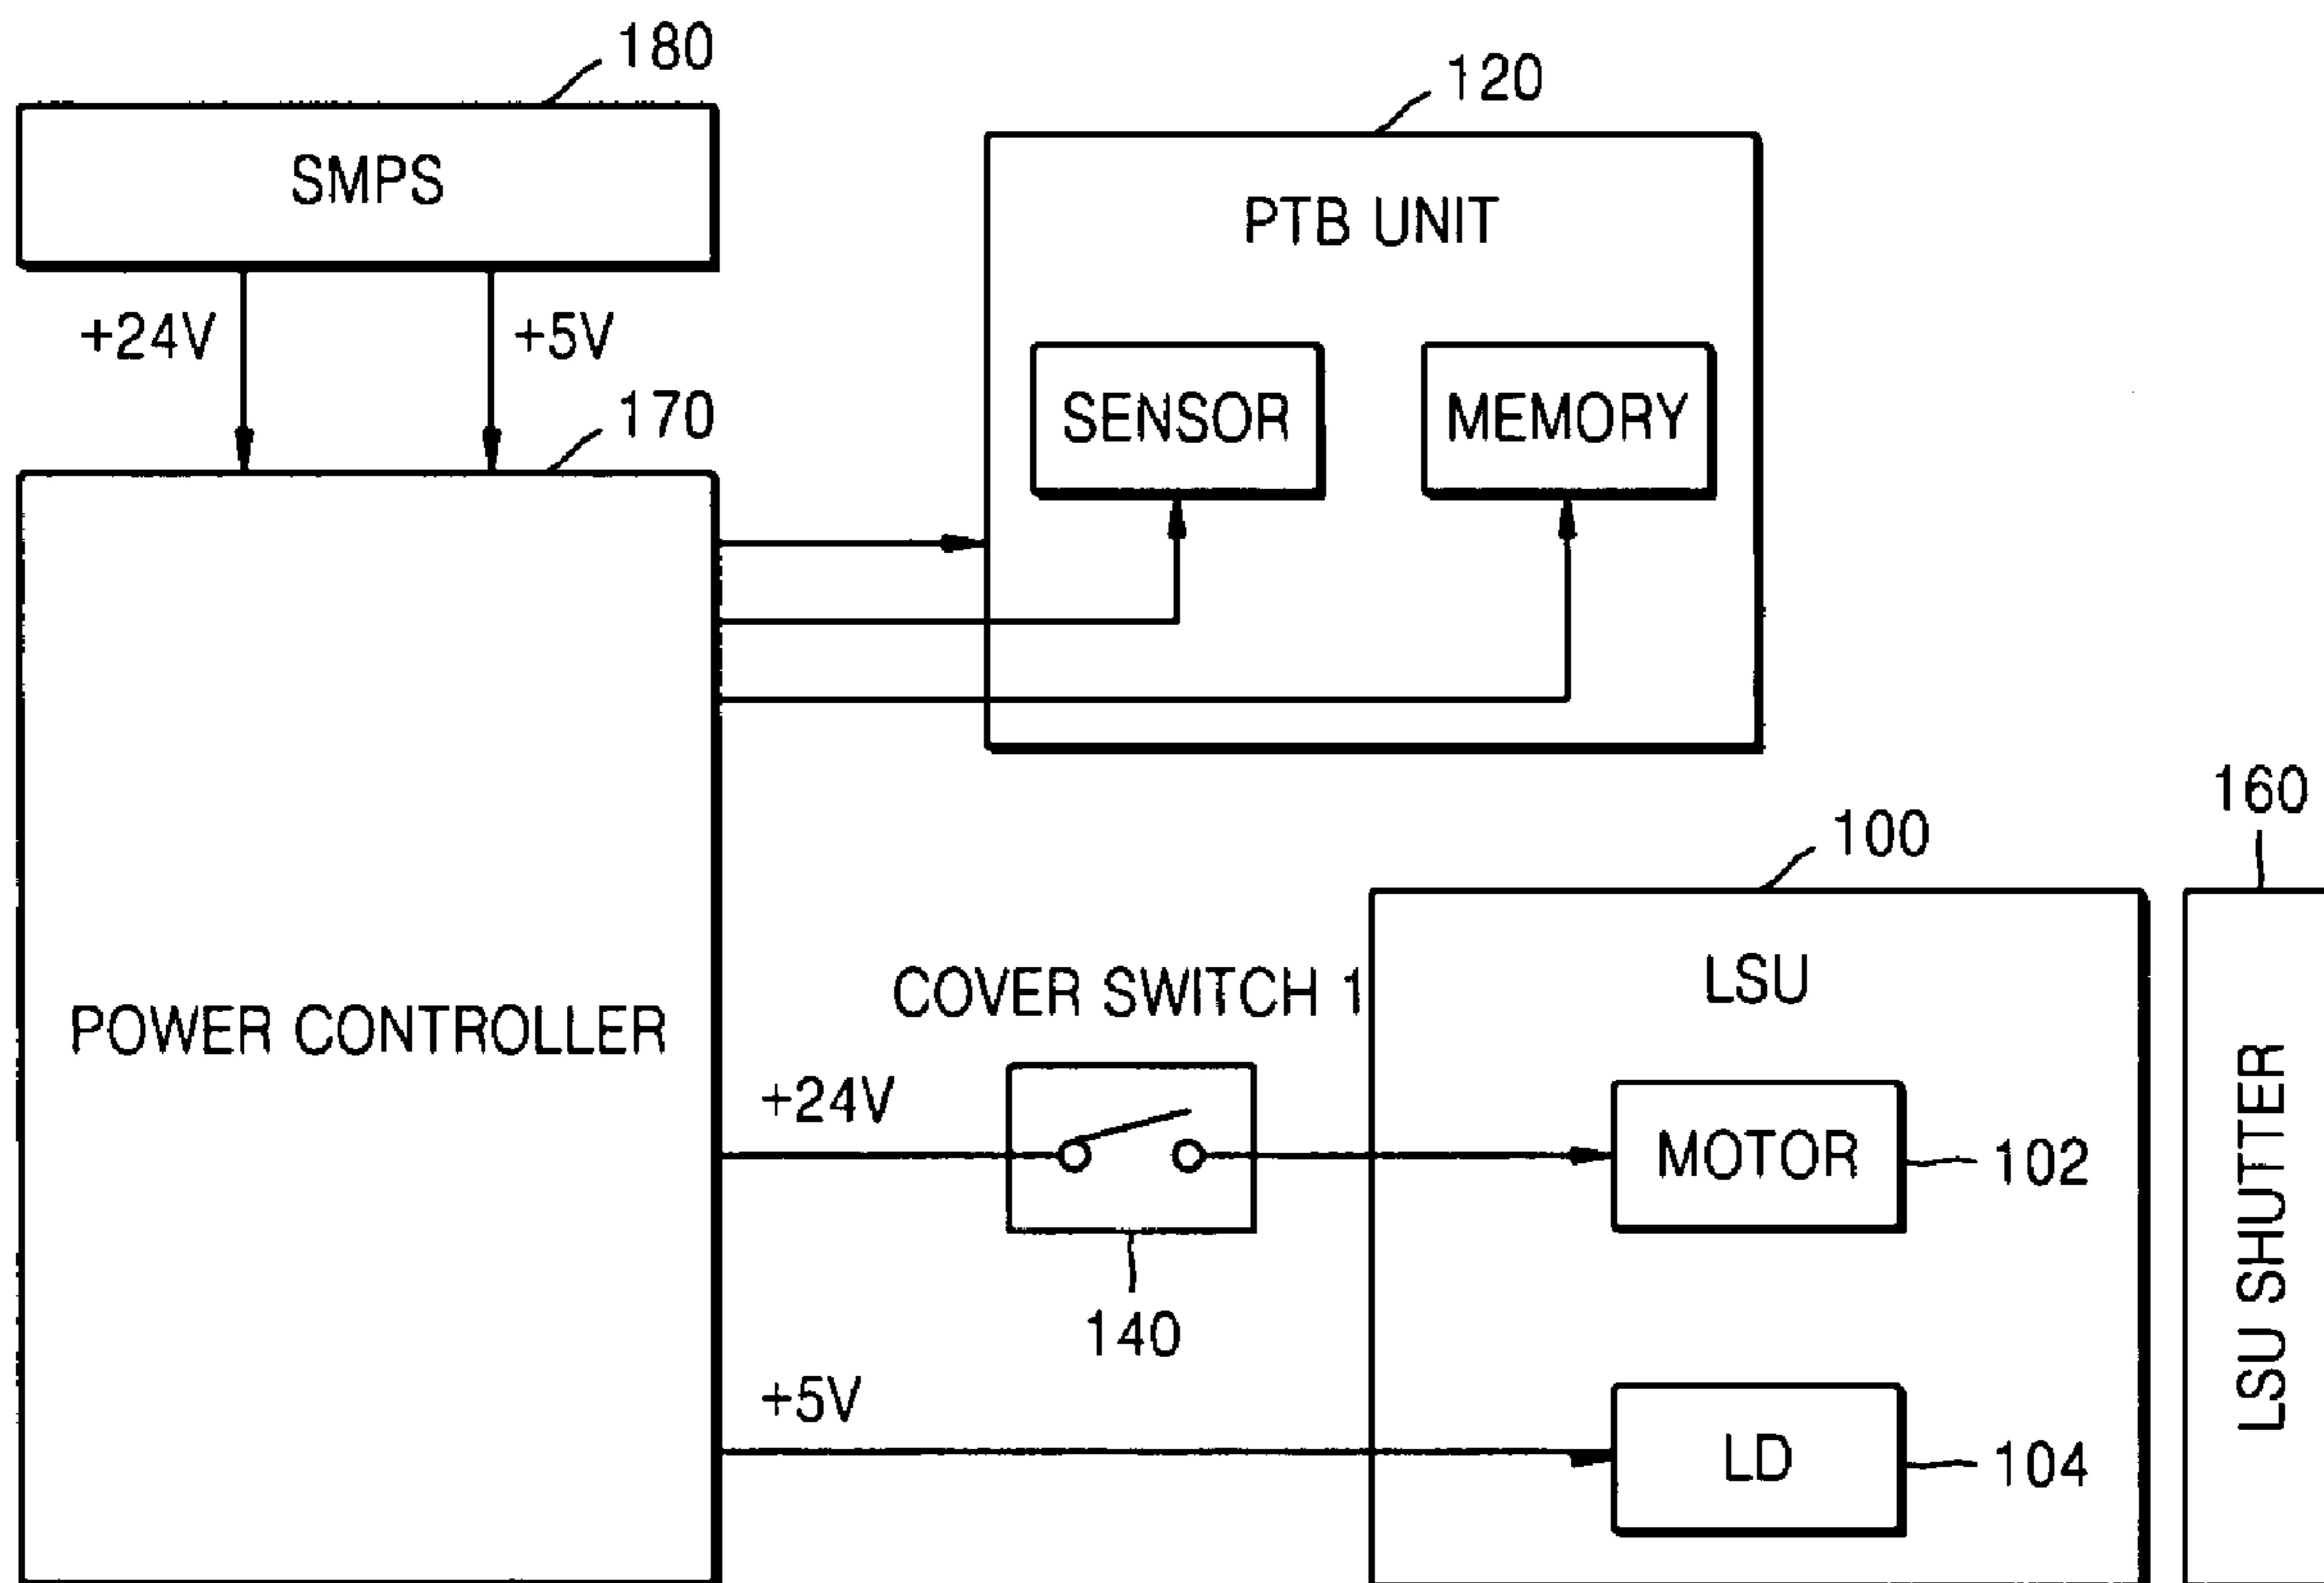 180
SMPS
+24V
+5V
170
POWER CONTROLLER
120
PTB UNIT
SENSOR
MEMORY
160
100
LSU
COVER SWITCH 1
+24V
MOTOR
102
140
+5V
LD
104
LSU SHUTTER